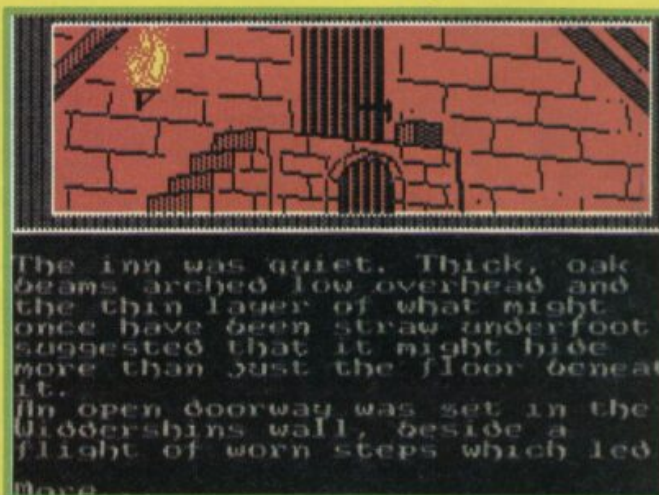 The inn was quiet. Thick, oak
beams arched low overhead and
the thin layer of what might
once have been straw underfoot
suggested that it might hide
more than just the floor beneat
it.
An open doorway was set in the
Widdershins wall, beside a
flight of worn steps which led
More